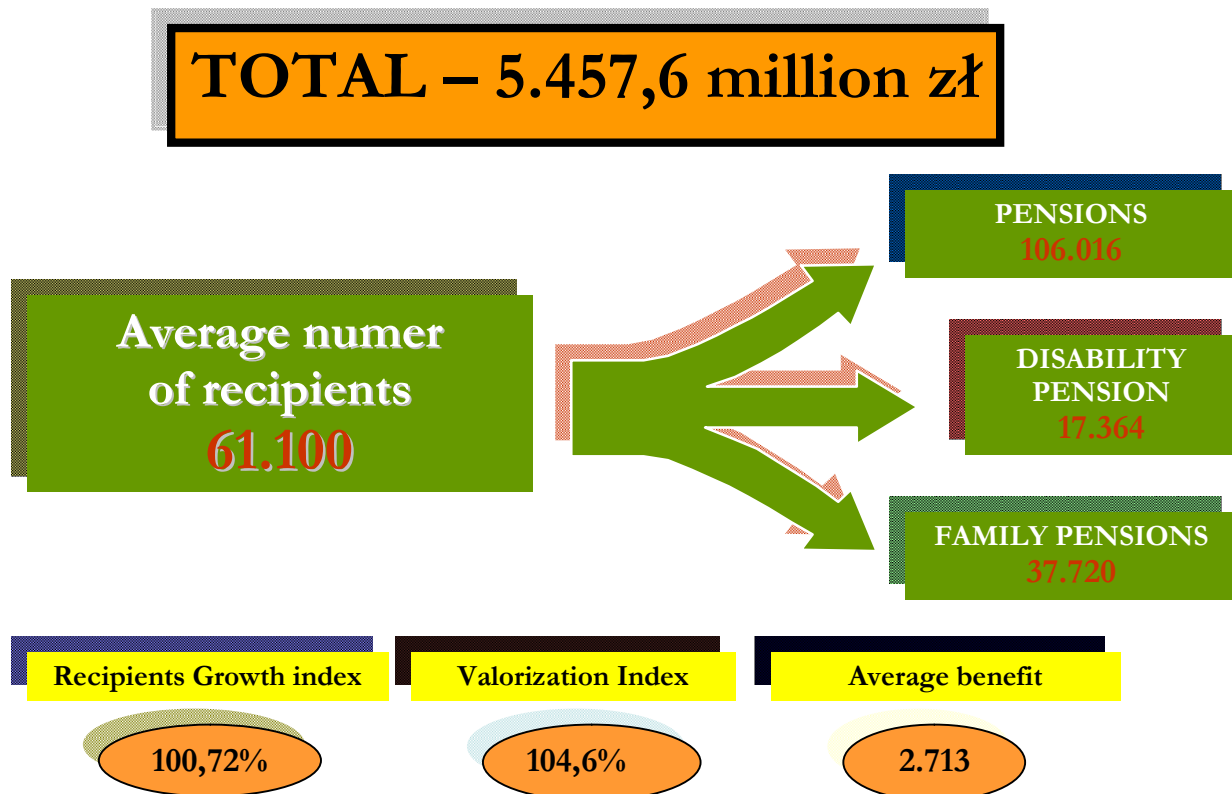 TOTAL – 5.457,6 million zł
PENSIONS
106.016
Average numer
of recipients
61.100
DISABILITY
PENSION
17.364
FAMILY PENSIONS
37.720
Recipients Growth index
Valorization Index
Average benefit
100,72%
104,6%
2.713